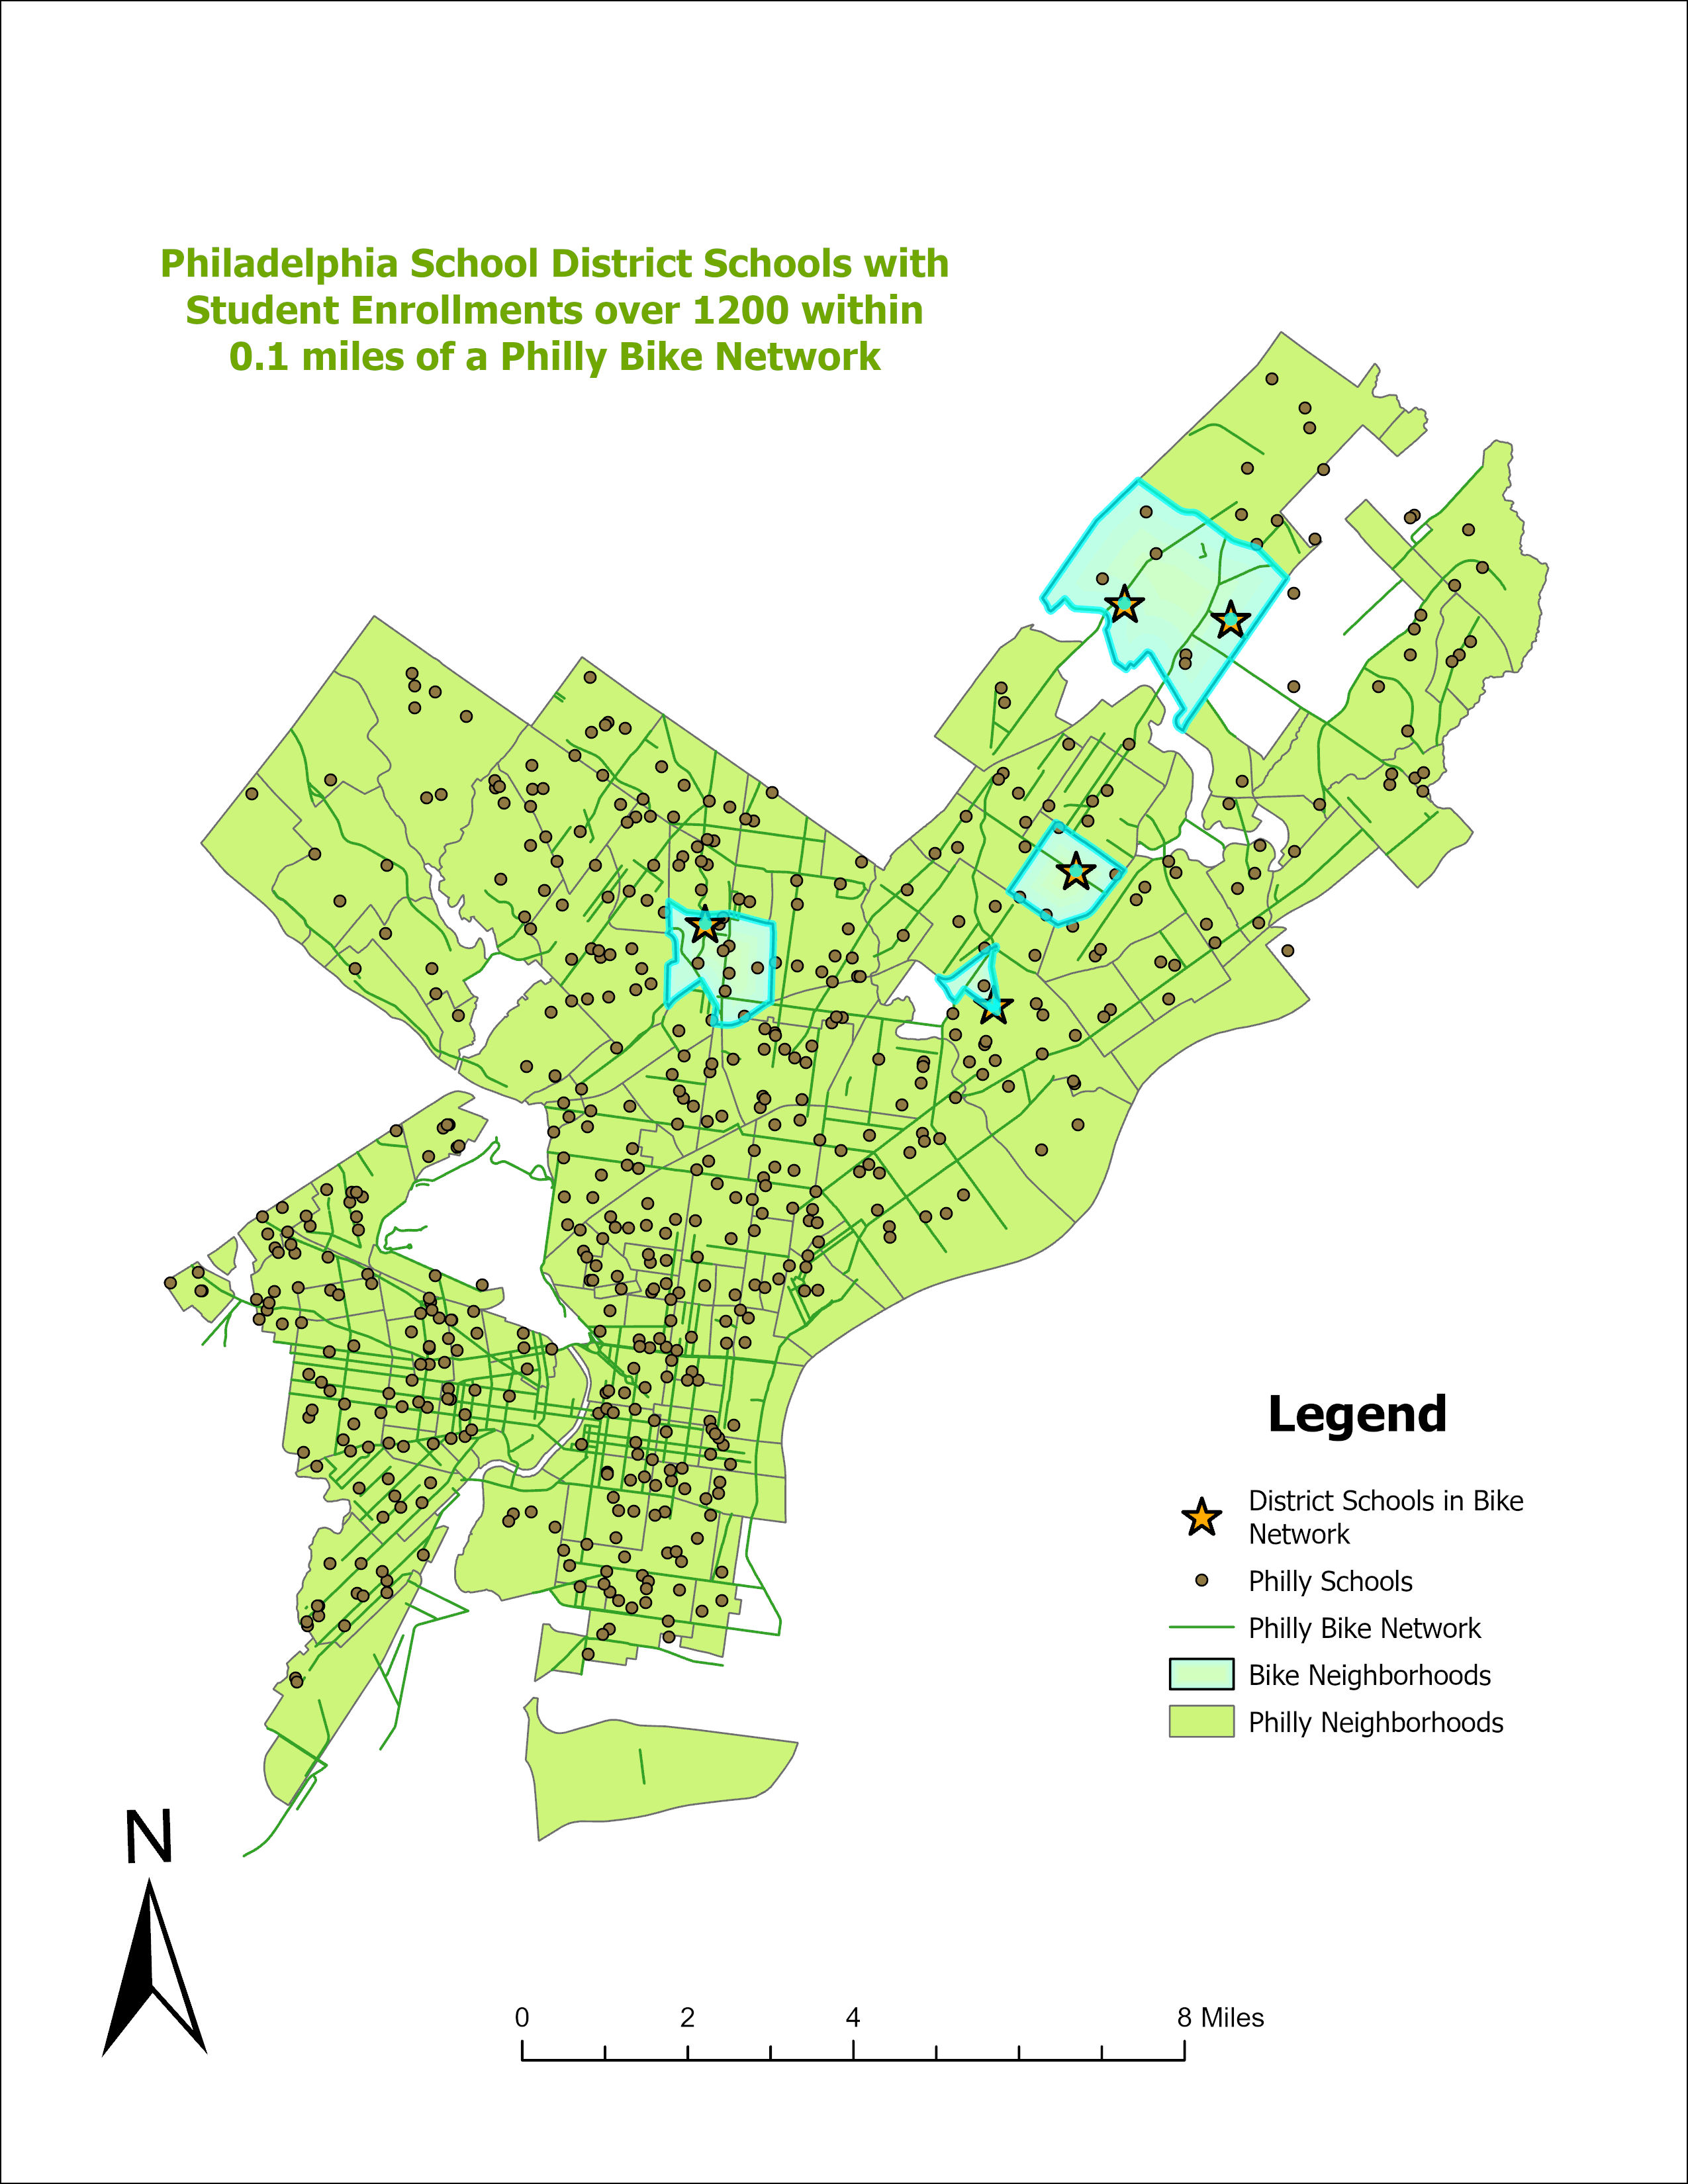 Philadelphia School District Schools with
Student Enrollments over 1200 within
0.1 miles of a Philly Bike Network
Legend
District Schools in Bike
Network
Philly Schools
Philly Bike Network
Bike Neighborhoods
Philly Neighborhoods
N
0 2 4 8 Miles